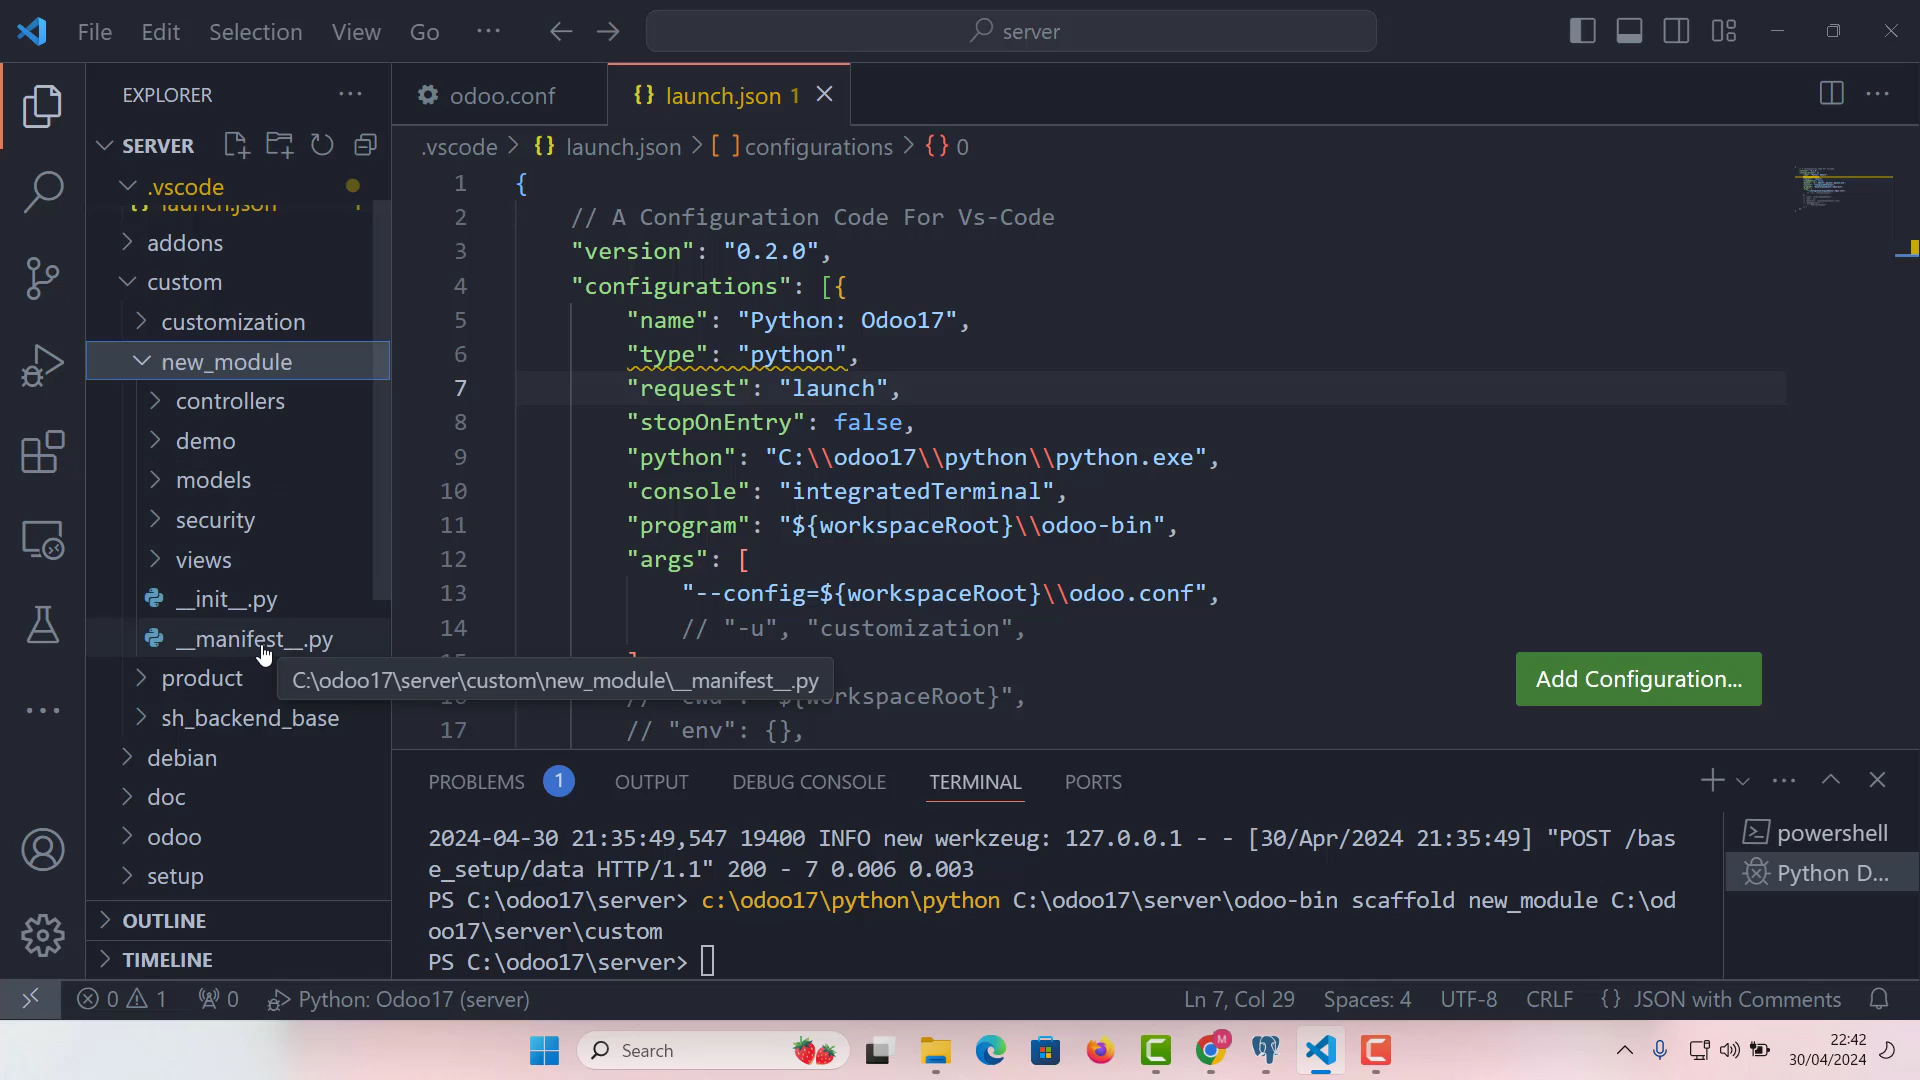 File Edit Selection View Go ··· server
EXPLORER ···
SERVER
.vscode
launch.json 1
addons
custom
customization
new_module
controllers
demo
models
security
views
__init__.py
__manifest__.py
product
sh_backend_base
debian
doc
odoo
setup
OUTLINE
TIMELINE
odoo.conf {} launch.json 1
.vscode > {} launch.json > [ ] configurations > {} 0
1 {
2 // A Configuration Code For Vs-Code
3 "version": "0.2.0",
4 "configurations": [{
5 "name": "Python: Odoo17",
6 "type": "python",
7 "request": "launch",
8 "stopOnEntry": false,
9 "python": "C:\\odoo17\\python\\python.exe",
10 "console": "integratedTerminal",
11 "program": "${workspaceRoot}\\odoo-bin",
12 "args": [
13 "--config=${workspaceRoot}\\odoo.conf",
14 // "-u", "customization",
C:\odoo17\server\custom\new_module\__manifest__.py
orkspaceRoot}",
17 // "env": {},
Add Configuration...
PROBLEMS 1 OUTPUT DEBUG CONSOLE TERMINAL PORTS
2024-04-30 21:35:49,547 19400 INFO new werkzeug: 127.0.0.1 - - [30/Apr/2024 21:35:49] "POST /bas
e_setup/data HTTP/1.1" 200 - 7 0.006 0.003
PS C:\odoo17\server> c:\odoo17\python\python C:\odoo17\server\odoo-bin scaffold new_module C:\od
oo17\server\custom
PS C:\odoo17\server>
powershell
Python D...
0 1 0 Python: Odoo17 (server) Ln 7, Col 29 Spaces: 4 UTF-8 CRLF {} JSON with Comments
Search
M
22:42
30/04/2024